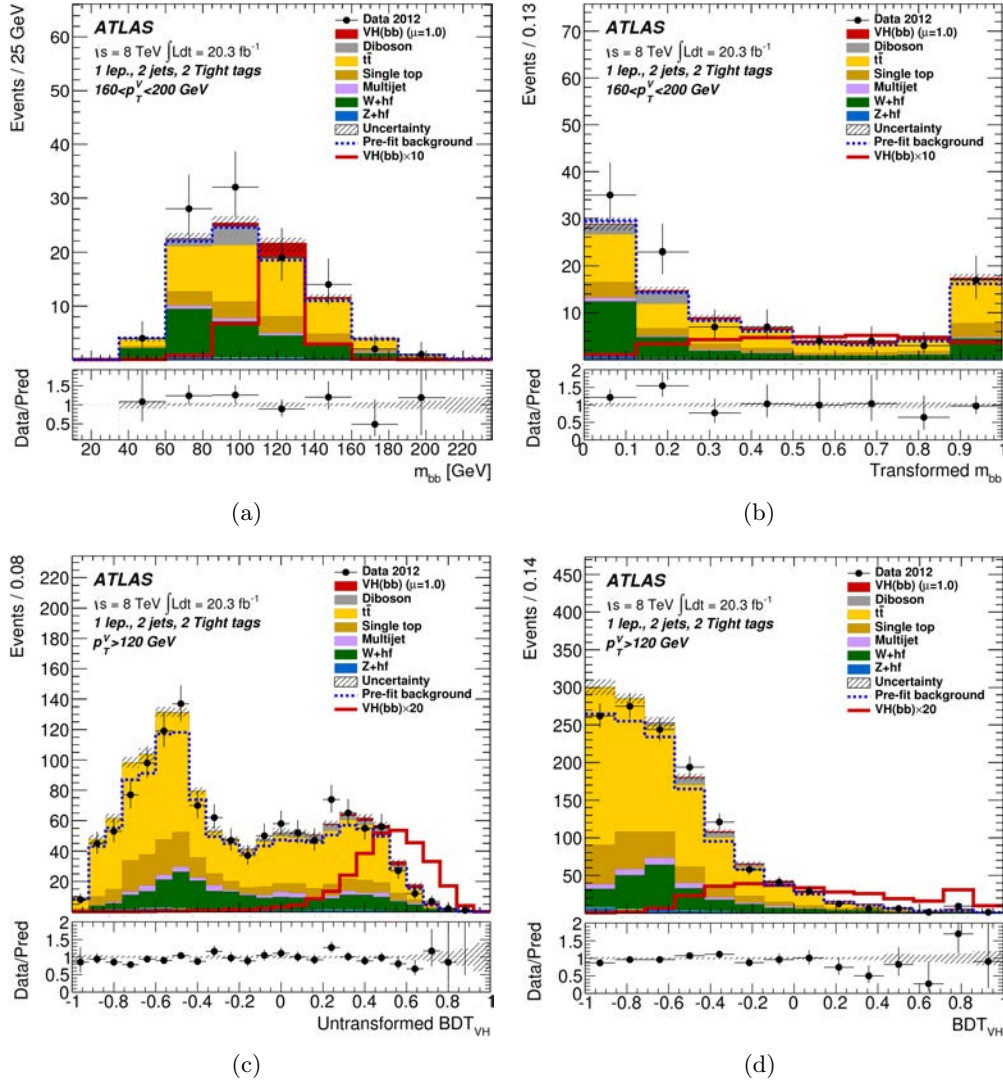 Events / 25 GeV
60
50
40
30
20
10
ATLAS
√s = 8 TeV ∫Ldt = 20.3 fb⁻¹
1 lep., 2 jets, 2 Tight tags
160<p_T^V<200 GeV
Data 2012
VH(bb) (μ=1.0)
Diboson
tt̄
Single top
Multijet
W+hf
Z+hf
Uncertainty
Pre-fit background
VH(bb)×10
Data/Pred
1.5
1
0.5
20 40 60 80 100 120 140 160 180 200 220
m_bb [GeV]
(a)
Events / 0.13
70
60
50
40
30
20
10
ATLAS
√s = 8 TeV ∫Ldt = 20.3 fb⁻¹
1 lep., 2 jets, 2 Tight tags
160<p_T^V<200 GeV
Data 2012
VH(bb) (μ=1.0)
Diboson
tt̄
Single top
Multijet
W+hf
Z+hf
Uncertainty
Pre-fit background
VH(bb)×10
Data/Pred
2
1.5
1
0.5
0
0 0.1 0.2 0.3 0.4 0.5 0.6 0.7 0.8 0.9 1
Transformed m_bb
(b)
Events / 0.08
220
200
180
160
140
120
100
80
60
40
20
ATLAS
√s = 8 TeV ∫Ldt = 20.3 fb⁻¹
1 lep., 2 jets, 2 Tight tags
p_T^V>120 GeV
Data 2012
VH(bb) (μ=1.0)
Diboson
tt̄
Single top
Multijet
W+hf
Z+hf
Uncertainty
Pre-fit background
VH(bb)×20
Data/Pred
2
1.5
1
0.5
0
-1 -0.8 -0.6 -0.4 -0.2 0 0.2 0.4 0.6 0.8 1
Untransformed BDT_VH
(c)
Events / 0.14
450
400
350
300
250
200
150
100
50
ATLAS
√s = 8 TeV ∫Ldt = 20.3 fb⁻¹
1 lep., 2 jets, 2 Tight tags
p_T^V>120 GeV
Data 2012
VH(bb) (μ=1.0)
Diboson
tt̄
Single top
Multijet
W+hf
Z+hf
Uncertainty
Pre-fit background
VH(bb)×20
Data/Pred
2
1.5
1
0.5
0
-1 -0.8 -0.6 -0.4 -0.2 0 0.2 0.4 0.6 0.8 1
BDT_VH
(d)